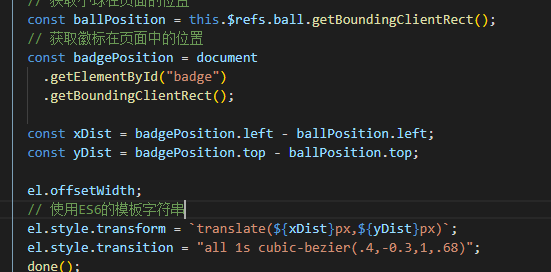 // 获取小球在页面的位置
const ballPosition = this.$refs.ball.getBoundingClientRect();
// 获取徽标在页面中的位置
const badgePosition = document
.getElementById("badge")
.getBoundingClientRect();
const xDist = badgePosition.left - ballPosition.left;
const yDist = badgePosition.top - ballPosition.top;
el.offsetWidth;
// 使用ES6的模板字符串
el.style.transform = `translate(${xDist}px,${yDist}px)`;
el.style.transition = "all 1s cubic-bezier(.4,-0.3,1,.68)";
done();